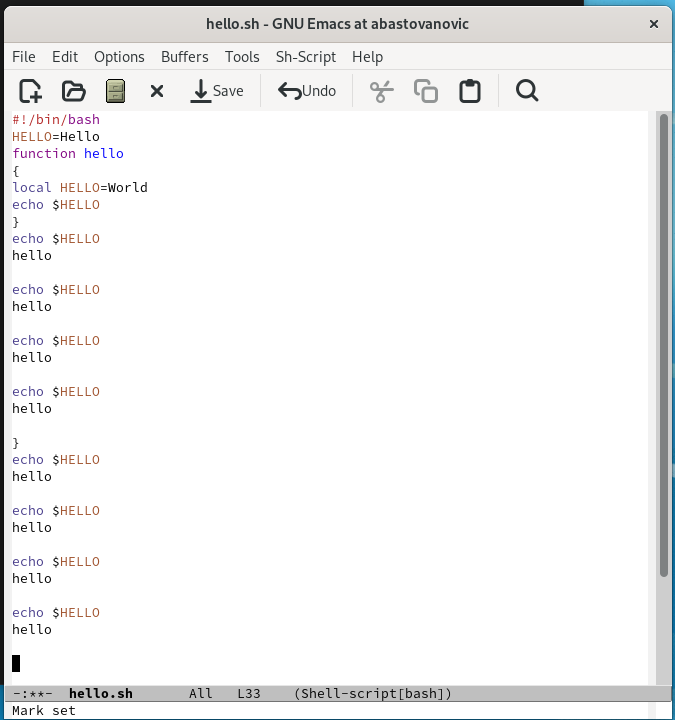 hello.sh - GNU Emacs at abastovanovic
File Edit Options Buffers Tools Sh-Script Help
Save Undo
#!/bin/bash
HELLO=Hello
function hello
{
local HELLO=World
echo $HELLO
}
echo $HELLO
hello
echo $HELLO
hello
echo $HELLO
hello
echo $HELLO
hello
}
echo $HELLO
hello
echo $HELLO
hello
echo $HELLO
hello
echo $HELLO
hello
-:**- hello.sh All L33 (Shell-script[bash])
Mark set